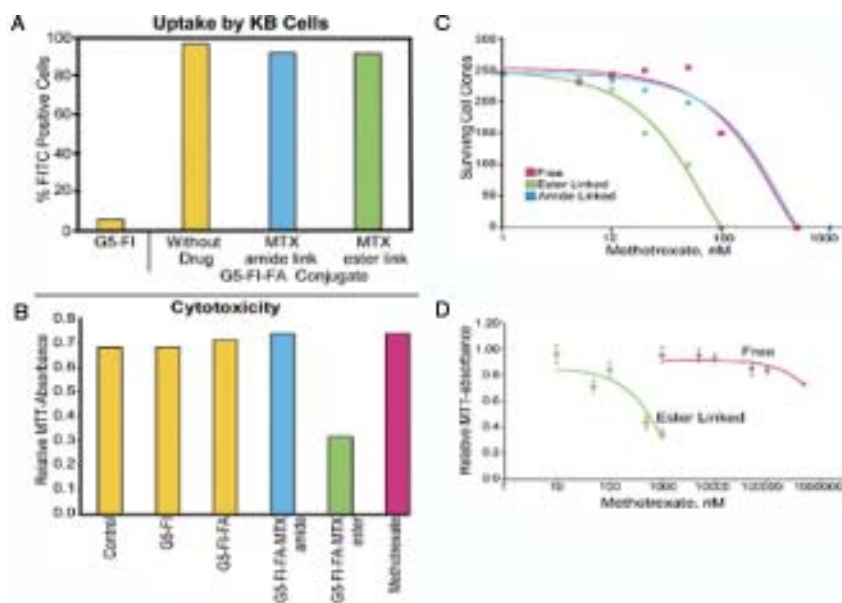 A
Uptake by KB Cells
% FITC Positive Cells
100
80
60
40
20
0
G5-FI
Without Drug
MTX amide link
MTX ester link
G5-FI-FA Conjugate
B
Cytotoxicity
Relative MTT-Absorbance
0.8
0.7
0.6
0.5
0.4
0.3
0.2
0.1
0.0
Control
G5-FI
G5-FI-FA
G5-FI-FA-MTX amide
G5-FI-FA-MTX ester
Methotrexate
C
Surviving Cell Clones
300
250
200
150
100
50
0
Free
Ester Linked
Amide Linked
1
10
100
1000
Methotrexate, nM
D
Relative MTT-absorbance
1.20
1.00
0.8
0.6
0.4
0.2
0.0
Free
Ester Linked
1
10
100
1000
10000
100000
Methotrexate, nM